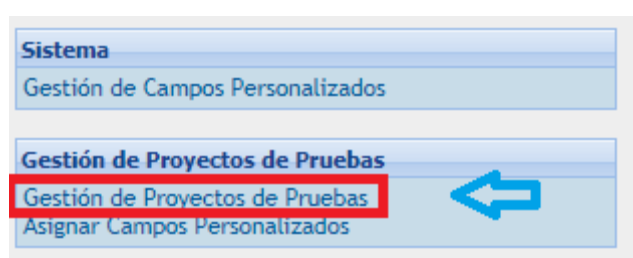 Sistema
Gestión de Campos Personalizados
Gestión de Proyectos de Pruebas
Gestión de Proyectos de Pruebas
Asignar Campos Personalizados